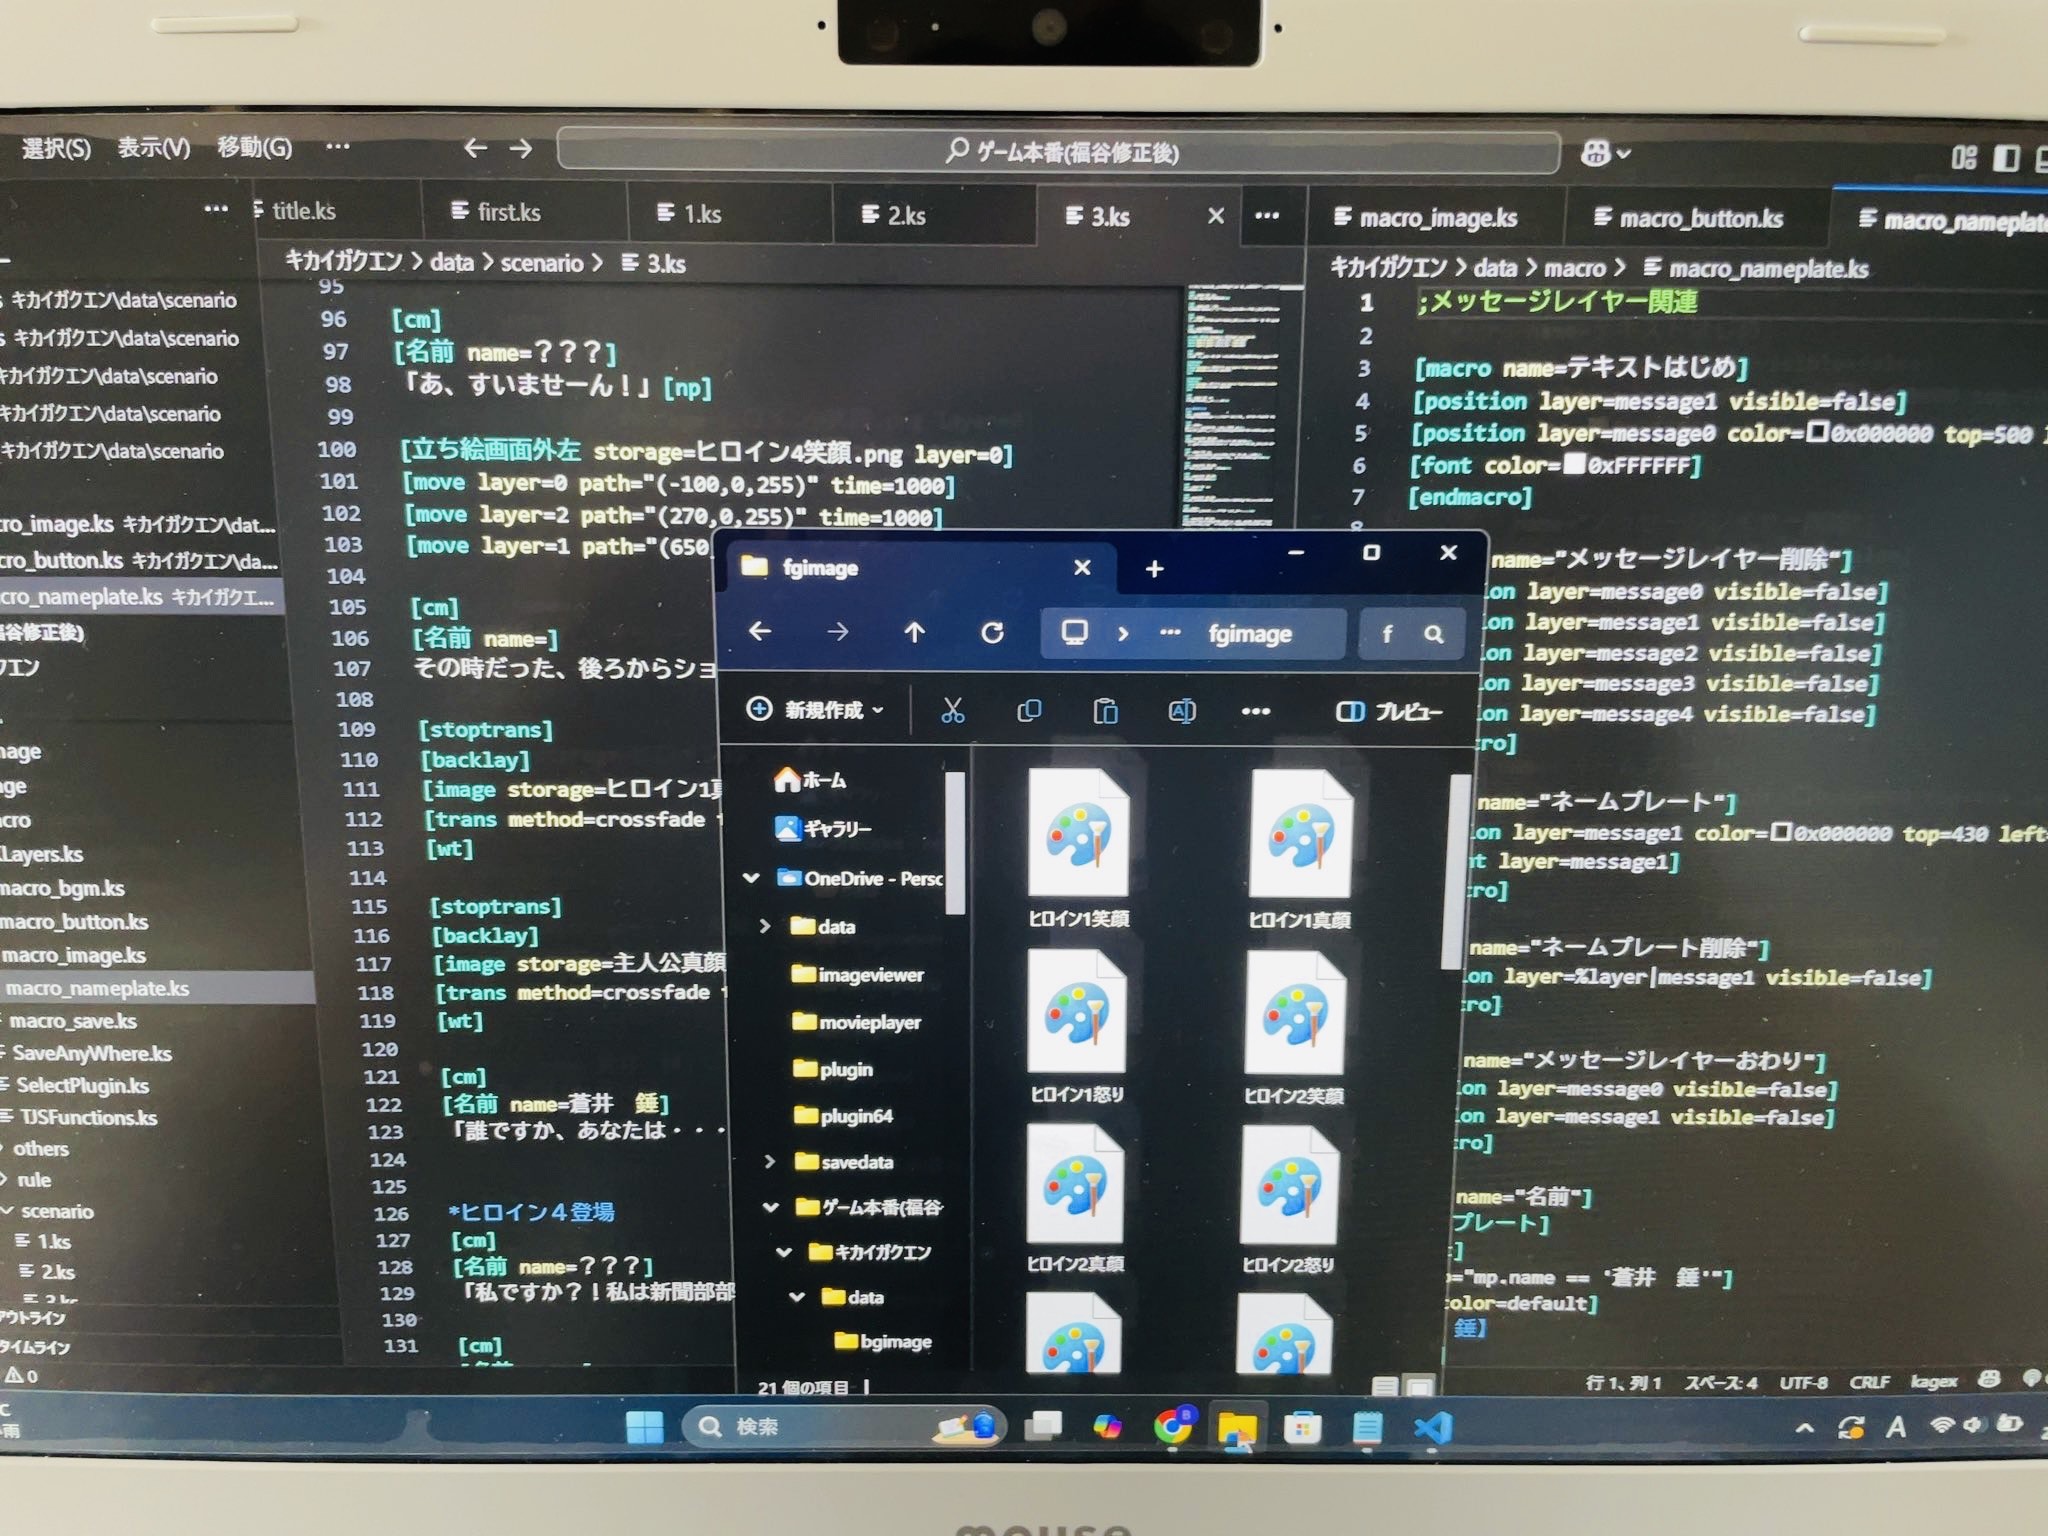 選択(S) 表示(V) 移動(G) … ← → ゲーム本番(福谷修正後)
title.ks first.ks 1.ks 2.ks 3.ks
キカイガクエン > data > scenario > 3.ks
キカイガクエン\data\scenario
キカイガクエン\data\scenario
キカイガクエン\data\scenario
キカイガクエン\data\scenario
キカイガクエン\data\scenario
cro_image.ks キカイガクエン\dat...
cro_button.ks キカイガクエン\da...
cro_nameplate.ks キカイガクエ...
谷修正後)
クエン
mage
ge
cro
Layers.ks
macro_bgm.ks
macro_button.ks
macro_image.ks
macro_nameplate.ks
macro_save.ks
SaveAnyWhere.ks
SelectPlugin.ks
TJSFunctions.ks
others
rule
scenario
1.ks
2.ks
アウトライン
タイムライン
0
95
96 [cm]
97 [名前 name=？？？]
98 「あ、すいませーん！」[np]
99
100 [立ち絵画面外左 storage=ヒロイン4笑顔.png layer=0]
101 [move layer=0 path="(-100,0,255)" time=1000]
102 [move layer=2 path="(270,0,255)" time=1000]
103 [move layer=1 path="(650
104
105 [cm]
106 [名前 name=]
107 その時だった、後ろからショ
108
109 [stoptrans]
110 [backlay]
111 [image storage=ヒロイン1真
112 [trans method=crossfade
113 [wt]
114
115 [stoptrans]
116 [backlay]
117 [image storage=主人公真顔
118 [trans method=crossfade
119 [wt]
120
121 [cm]
122 [名前 name=蒼井　錘]
123 「誰ですか、あなたは・・・
124
125
126 *ヒロイン４登場
127 [cm]
128 [名前 name=？？？]
129 「私ですか？！私は新聞部部
130
131 [cm]
macro_image.ks macro_button.ks macro_nameplate
キカイガクエン > data > macro > macro_nameplate.ks
1 ;メッセージレイヤー関連
2
3 [macro name=テキストはじめ]
4 [position layer=message1 visible=false]
5 [position layer=message0 color=0x000000 top=500
6 [font color=0xFFFFFF]
7 [endmacro]
8
name="メッセージレイヤー削除"]
on layer=message0 visible=false]
on layer=message1 visible=false]
on layer=message2 visible=false]
on layer=message3 visible=false]
on layer=message4 visible=false]
ro]
name="ネームプレート"]
on layer=message1 color=0x000000 top=430 left=
t layer=message1]
ro]
name="ネームプレート削除"]
on layer=%layer|message1 visible=false]
ro]
name="メッセージレイヤーおわり"]
on layer=message0 visible=false]
on layer=message1 visible=false]
ro]
name="名前"]
プレート]
]
="mp.name == '蒼井　錘'"]
color=default]
錘】
fgimage
fgimage f
新規作成 プレビュー
ホーム
ギャラリー
OneDrive - Persc
data
imageviewer
movieplayer
plugin
plugin64
savedata
ゲーム本番(福谷
キカイガクエン
data
bgimage
ヒロイン1笑顔 ヒロイン1真顔
ヒロイン1怒り ヒロイン2笑顔
ヒロイン2真顔 ヒロイン2怒り
21 個の項目
行 1、列 1 スペース: 4 UTF-8 CRLF kagex
検索
A
mouse